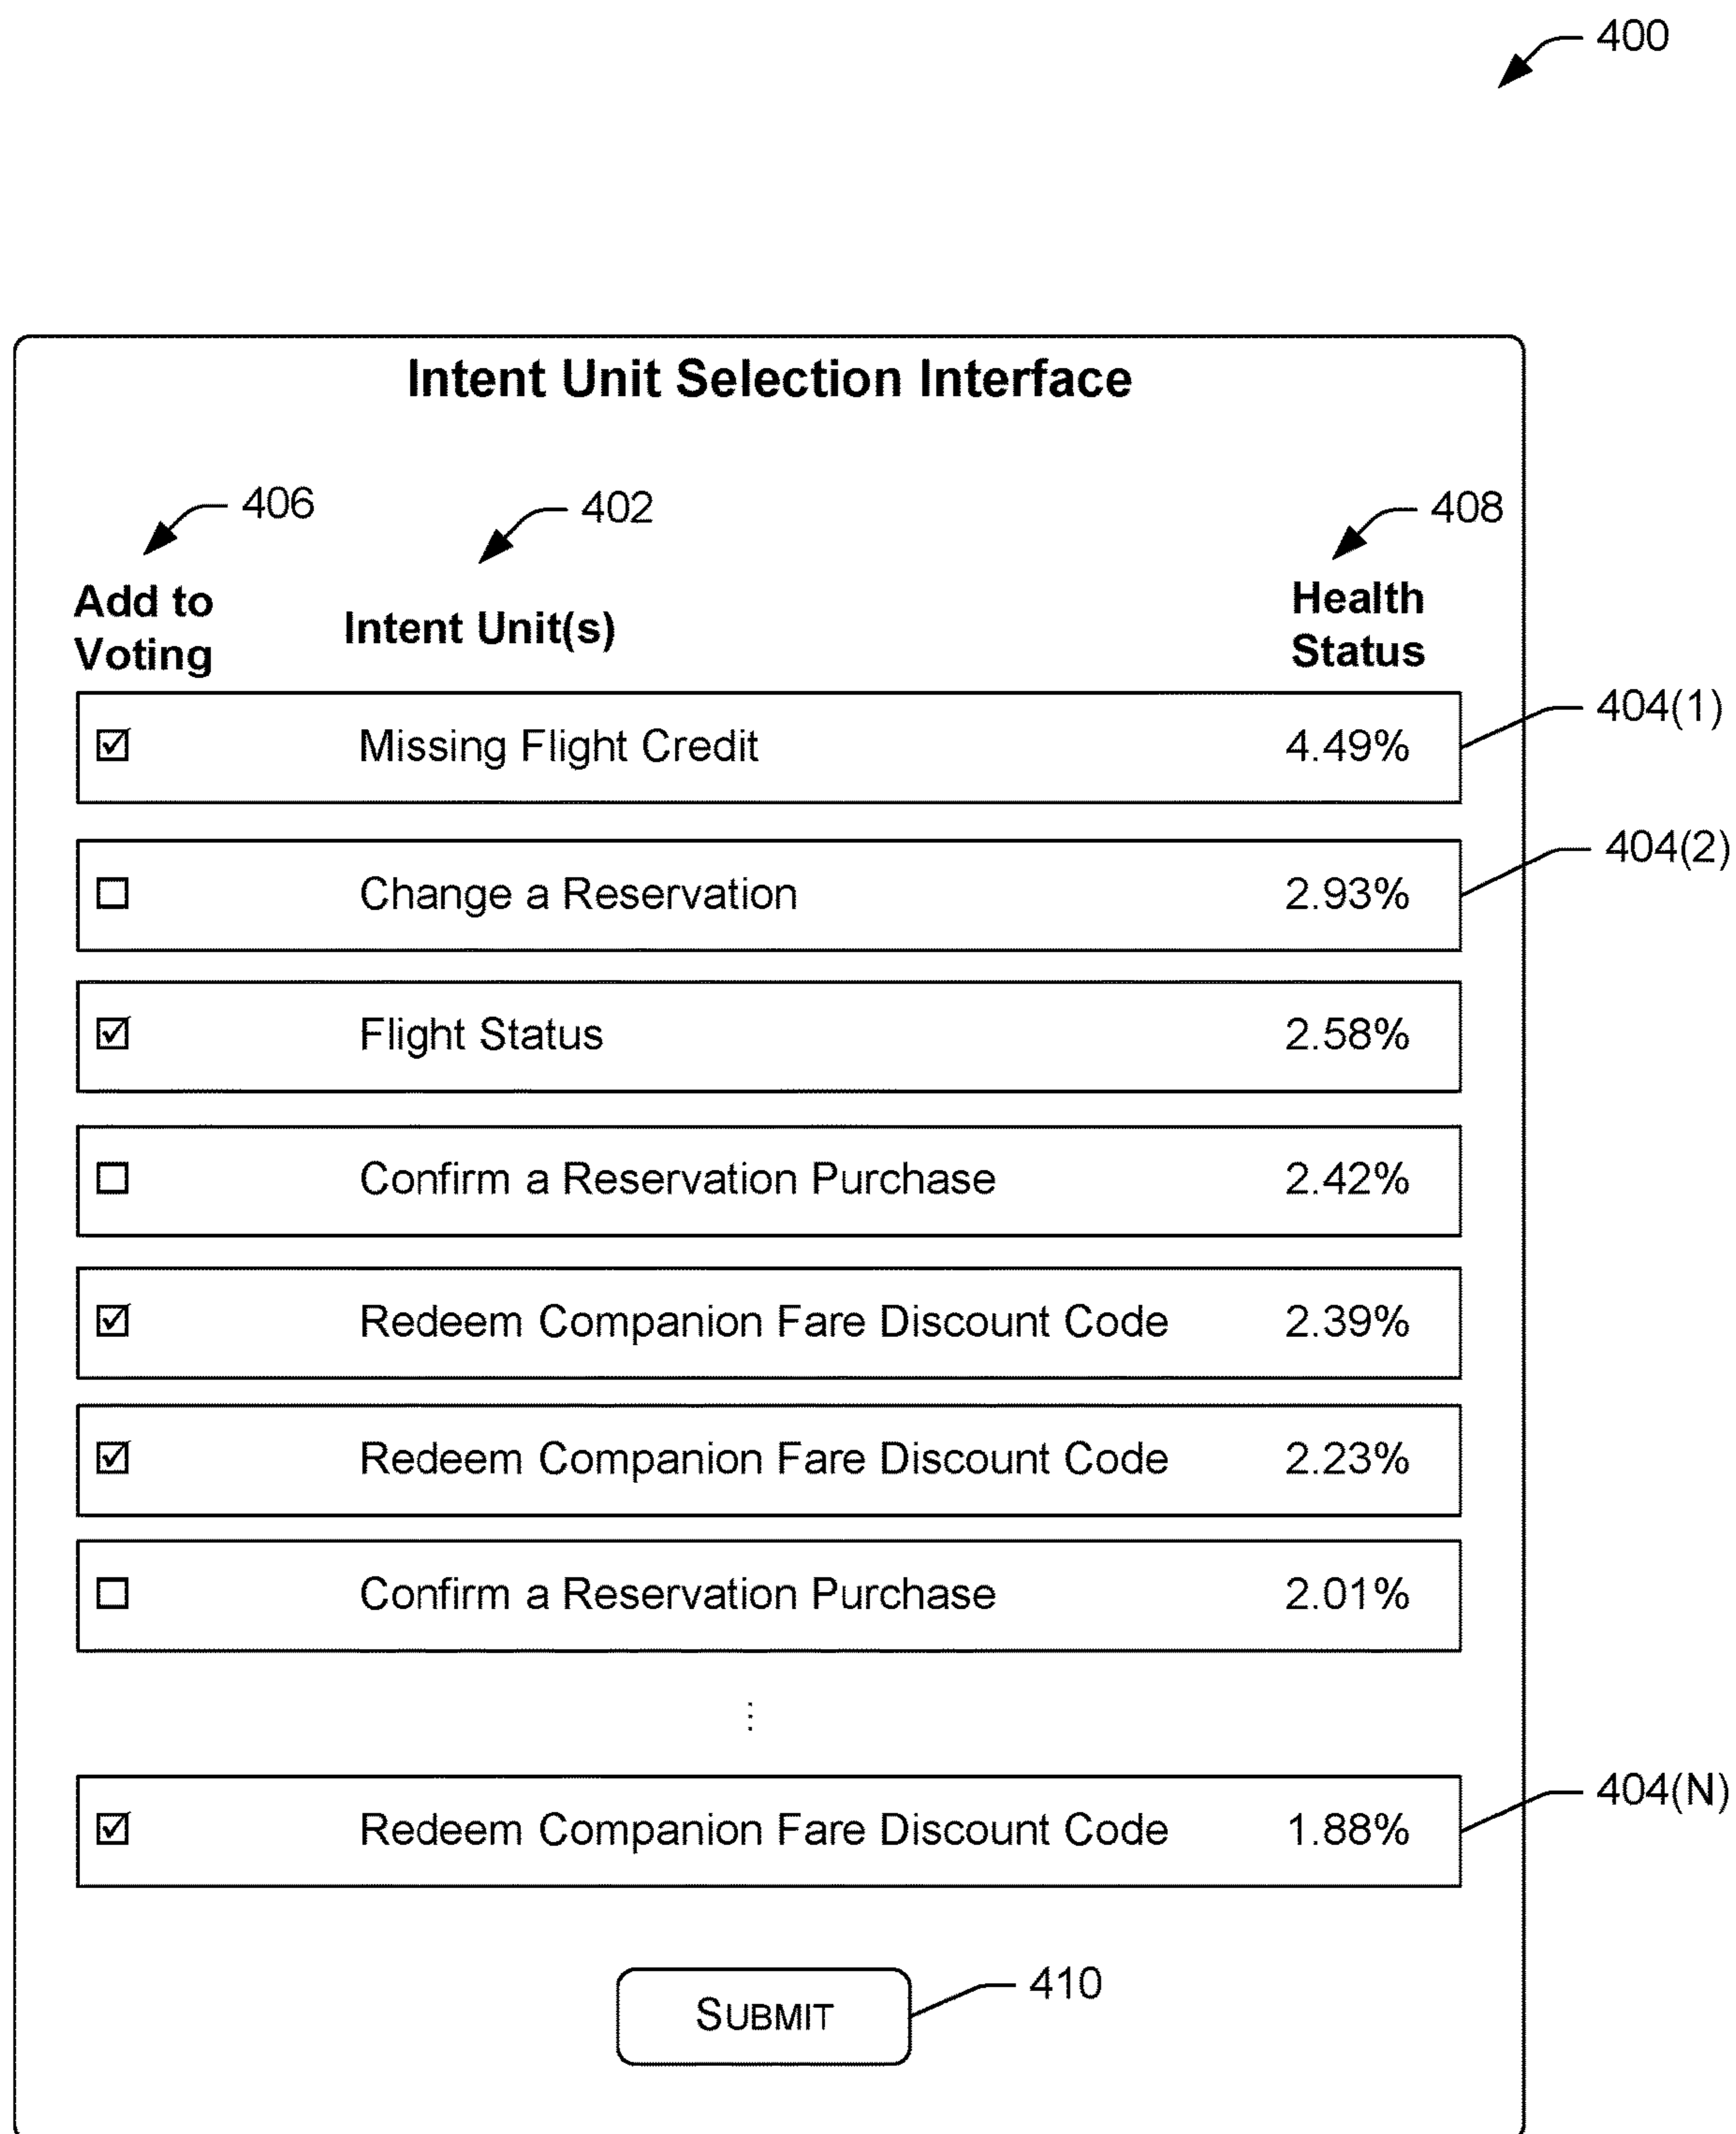 400
Intent Unit Selection Interface
406
402
408
Add to
Voting
Intent Unit(s)
Health
Status
Missing Flight Credit 4.49%
404(1)
Change a Reservation 2.93%
404(2)
Flight Status 2.58%
Confirm a Reservation Purchase 2.42%
Redeem Companion Fare Discount Code 2.39%
Redeem Companion Fare Discount Code 2.23%
Confirm a Reservation Purchase 2.01%
⋮
Redeem Companion Fare Discount Code 1.88%
404(N)
SUBMIT
410